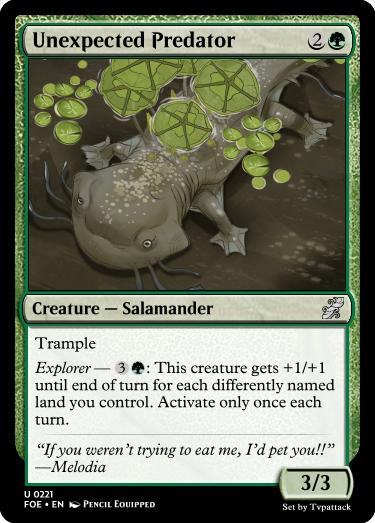 Unexpected Predator 2
Creature — Salamander
Trample
Explorer — 3 : This creature gets +1/+1
until end of turn for each differently named
land you control. Activate only once each
turn.
“If you weren’t trying to eat me, I’d pet you!!”
—Melodia
3/3
U 0221
FOE • EN Pencil Equipped
Set by Tvpattack